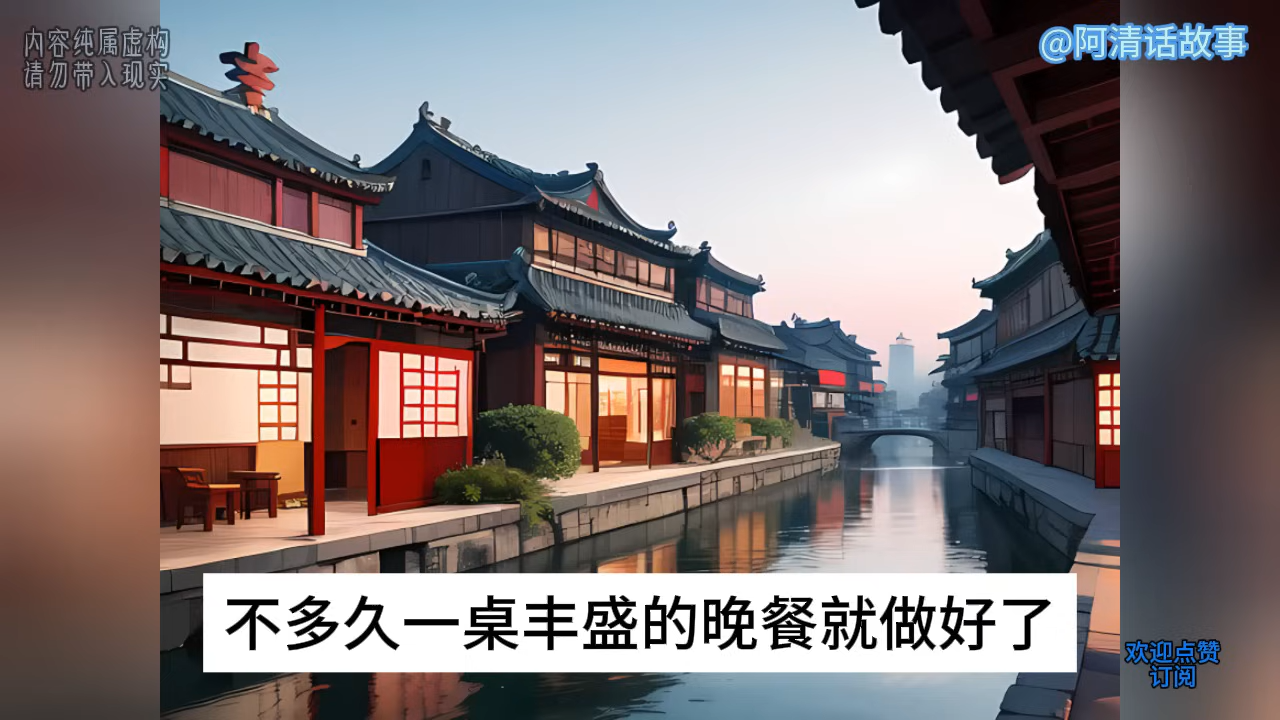 内容纯属虚构
请勿带入现实
@阿清话故事
不多久一桌丰盛的晚餐就做好了
欢迎点赞
订阅